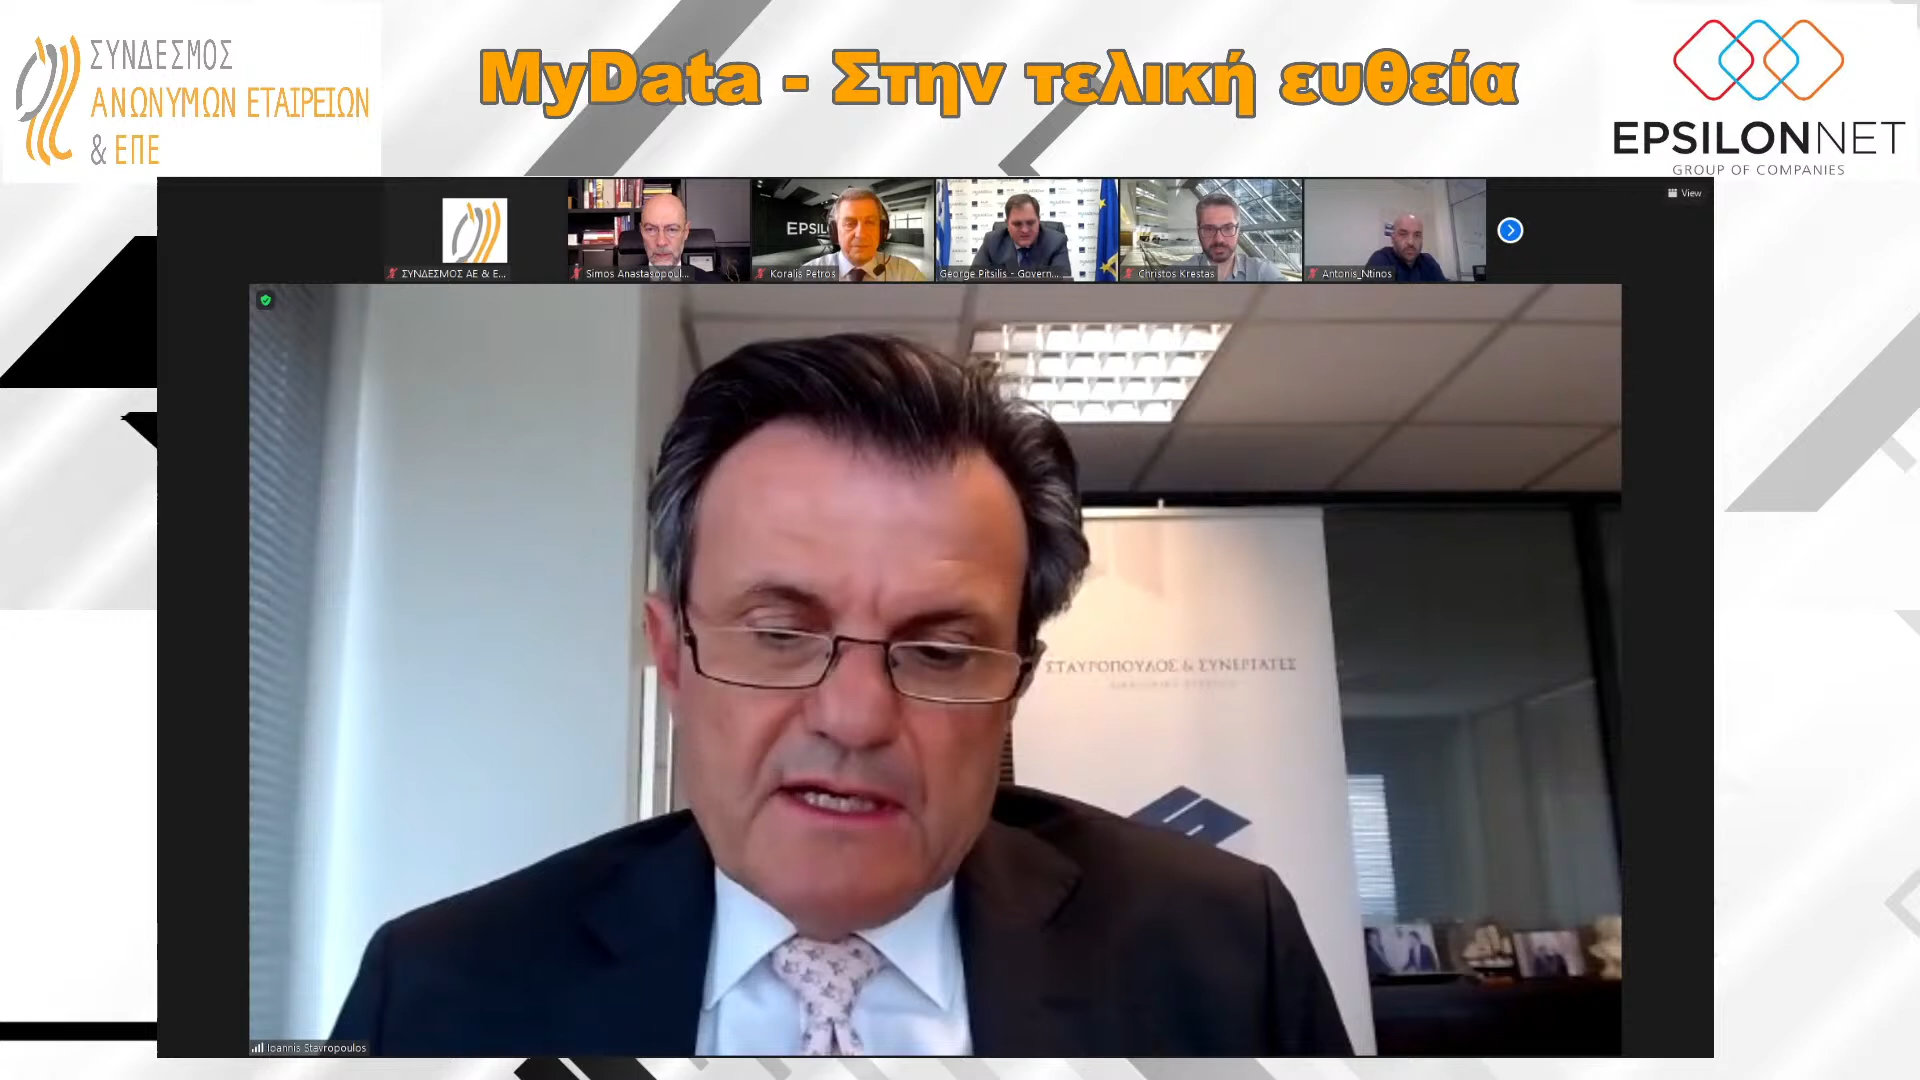 ΣΥΝΔΕΣΜΟΣ
ΑΝΩΝΥΜΩΝ ΕΤΑΙΡΕΙΩΝ
& ΕΠΕ
MyData - Στην τελική ευθεία
EPSILONNET
GROUP OF COMPANIES
View
ΣΥΝΔΕΣΜΟΣ ΑΕ & Ε...
Simos Anastasopoul...
EPSIL
Koralis Petros
George Pitsilis - Govern...
Christos Krestas
Antonis_Ntinos
ΣΤΑΥΡΟΠΟΥΛΟΣ & ΣΥΝΕΡΓΑΤΕΣ
Ioannis Stavropoulos